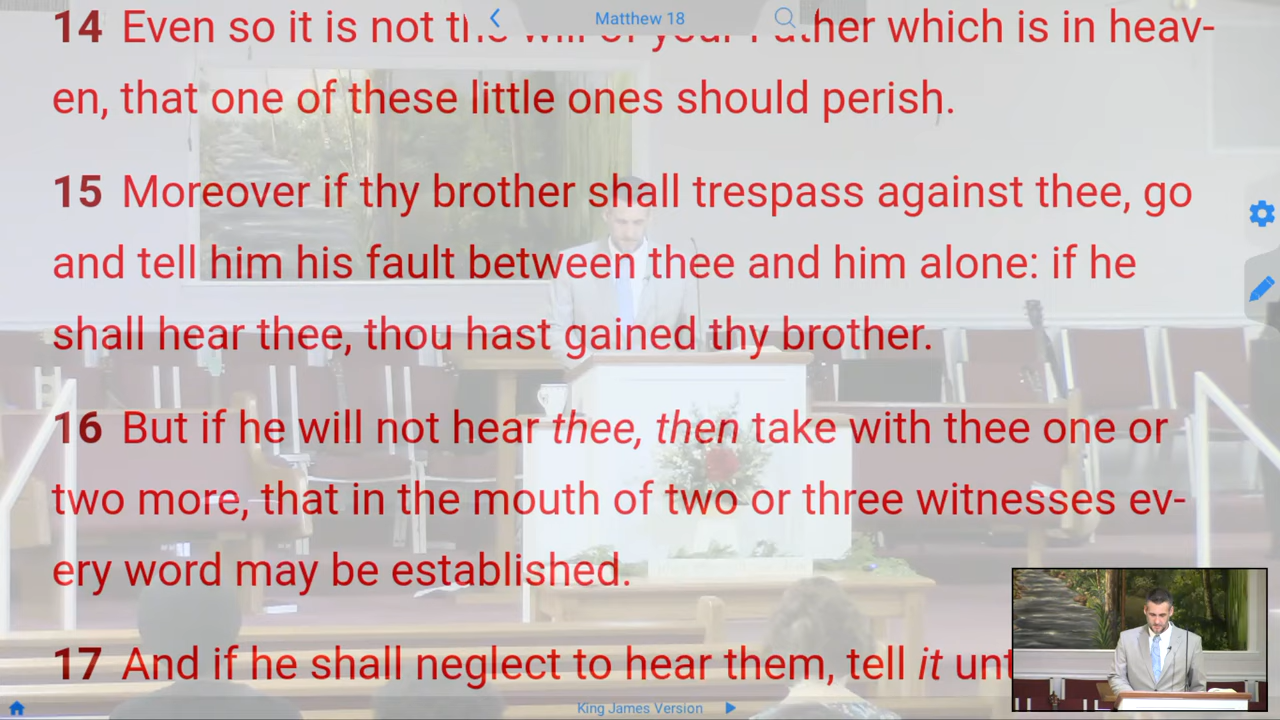 Matthew 18
14 Even so it is not the will of your Father which is in heav-
en, that one of these little ones should perish.
15 Moreover if thy brother shall trespass against thee, go
and tell him his fault between thee and him alone: if he
shall hear thee, thou hast gained thy brother.
16 But if he will not hear thee, then take with thee one or
two more, that in the mouth of two or three witnesses ev-
ery word may be established.
17 And if he shall neglect to hear them, tell it unt
King James Version